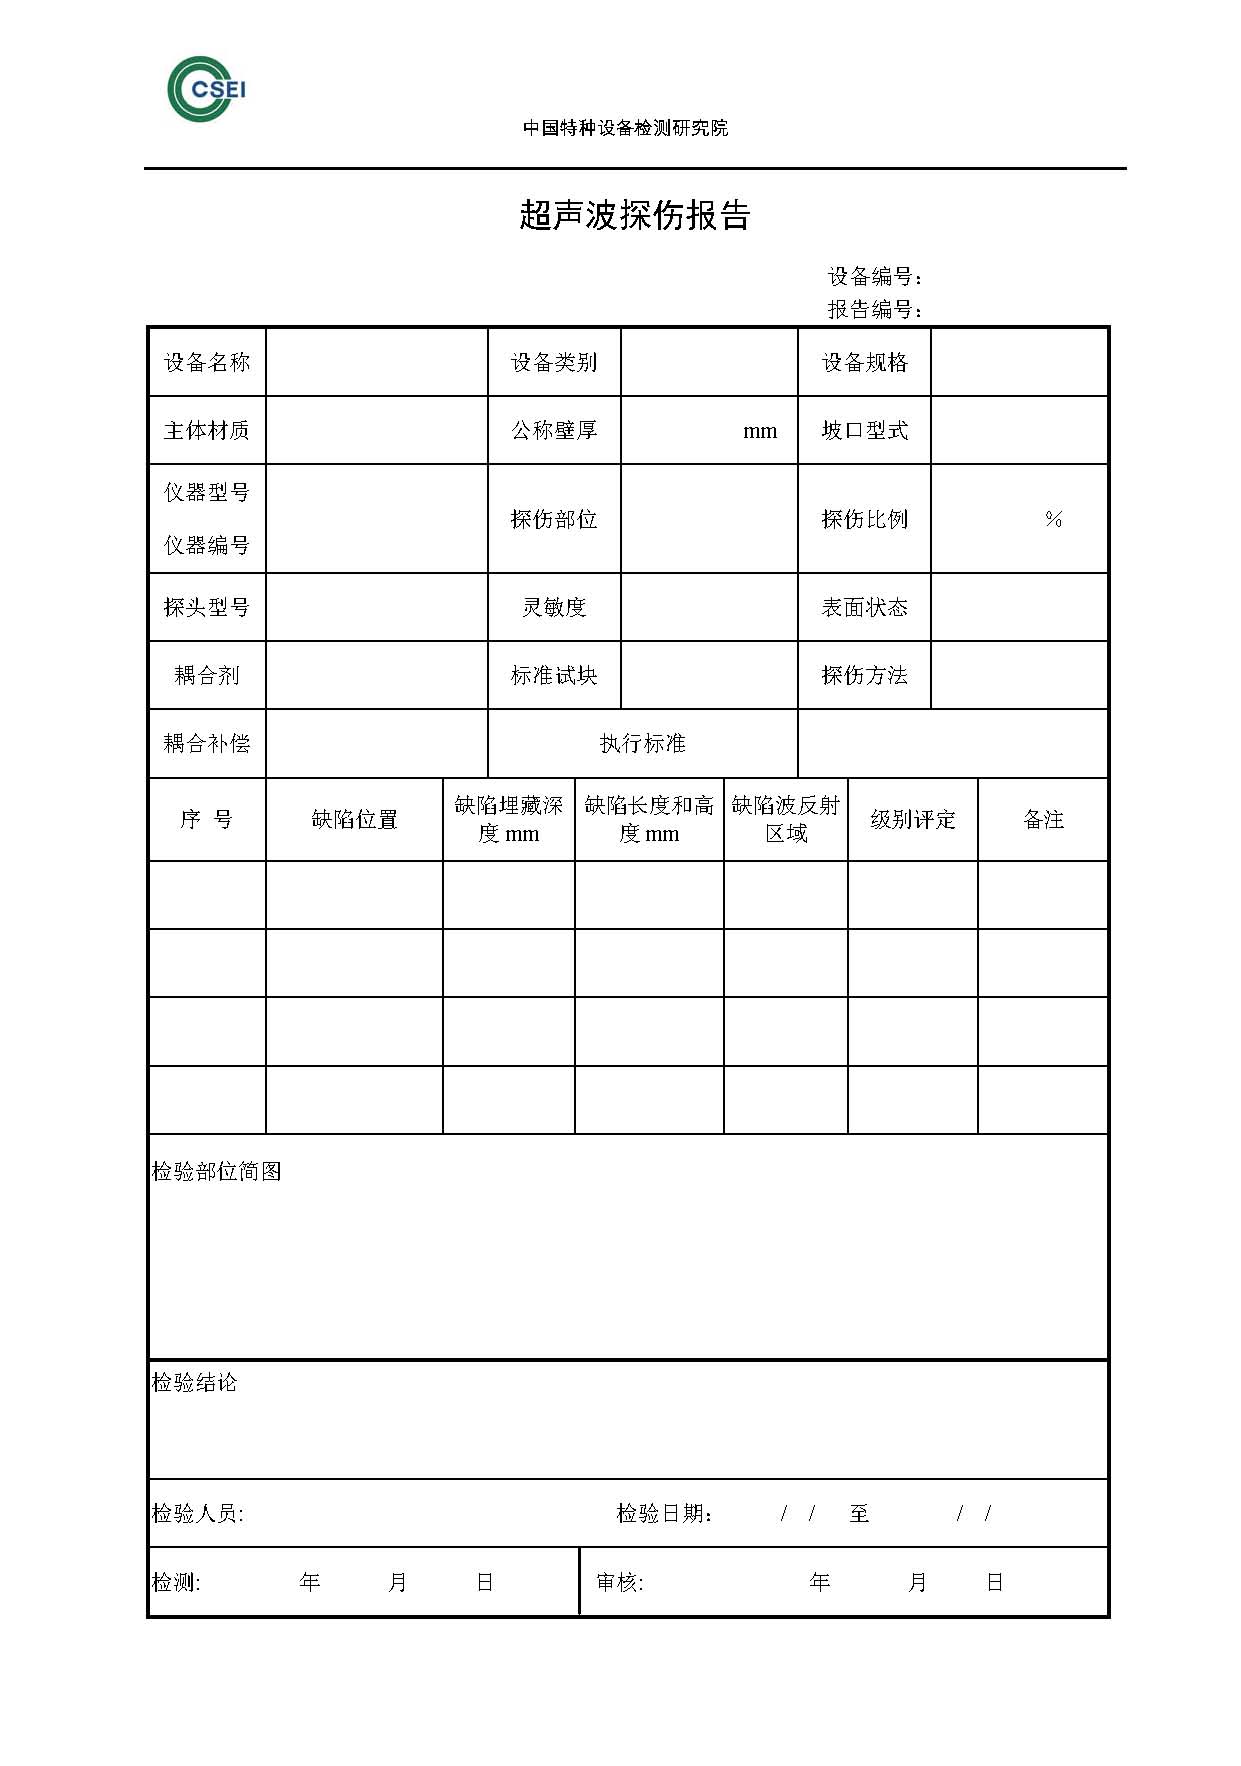 CSEI
中国特种设备检测研究院
超声波探伤报告
设备编号：
报告编号：
设备名称 设备类别 设备规格
主体材质 公称壁厚 mm 坡口型式
仪器型号
仪器编号
探伤部位 探伤比例 %
探头型号 灵敏度 表面状态
耦合剂 标准试块 探伤方法
耦合补偿 执行标准
序 号 缺陷位置 缺陷埋藏深度 mm 缺陷长度和高度 mm 缺陷波反射区域 级别评定 备注
检验部位简图
检验结论
检验人员: 检验日期： / / 至 / /
检测: 年 月 日 审核: 年 月 日